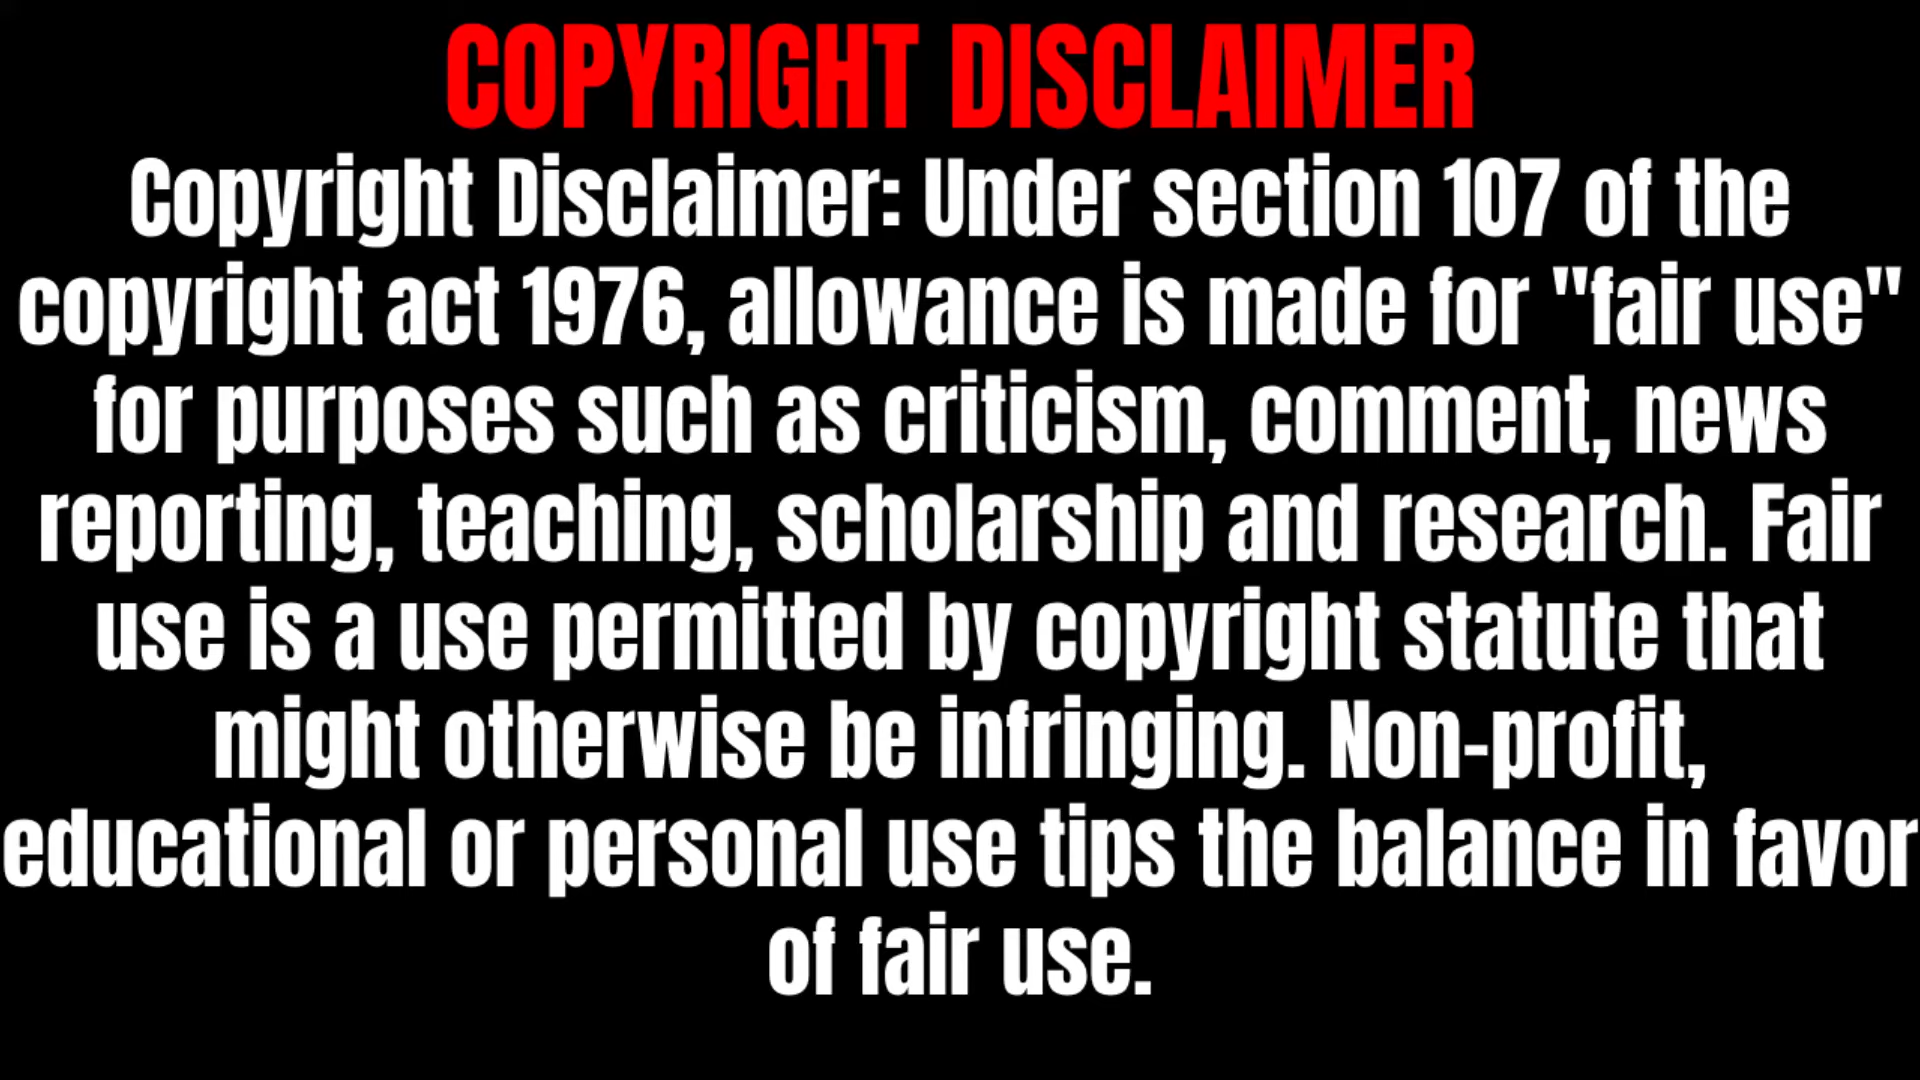 COPYRIGHT DISCLAIMER
Copyright Disclaimer: Under section 107 of the
copyright act 1976, allowance is made for "fair use"
for purposes such as criticism, comment, news
reporting, teaching, scholarship and research. Fair
use is a use permitted by copyright statute that
might otherwise be infringing. Non-profit,
educational or personal use tips the balance in favor
of fair use.